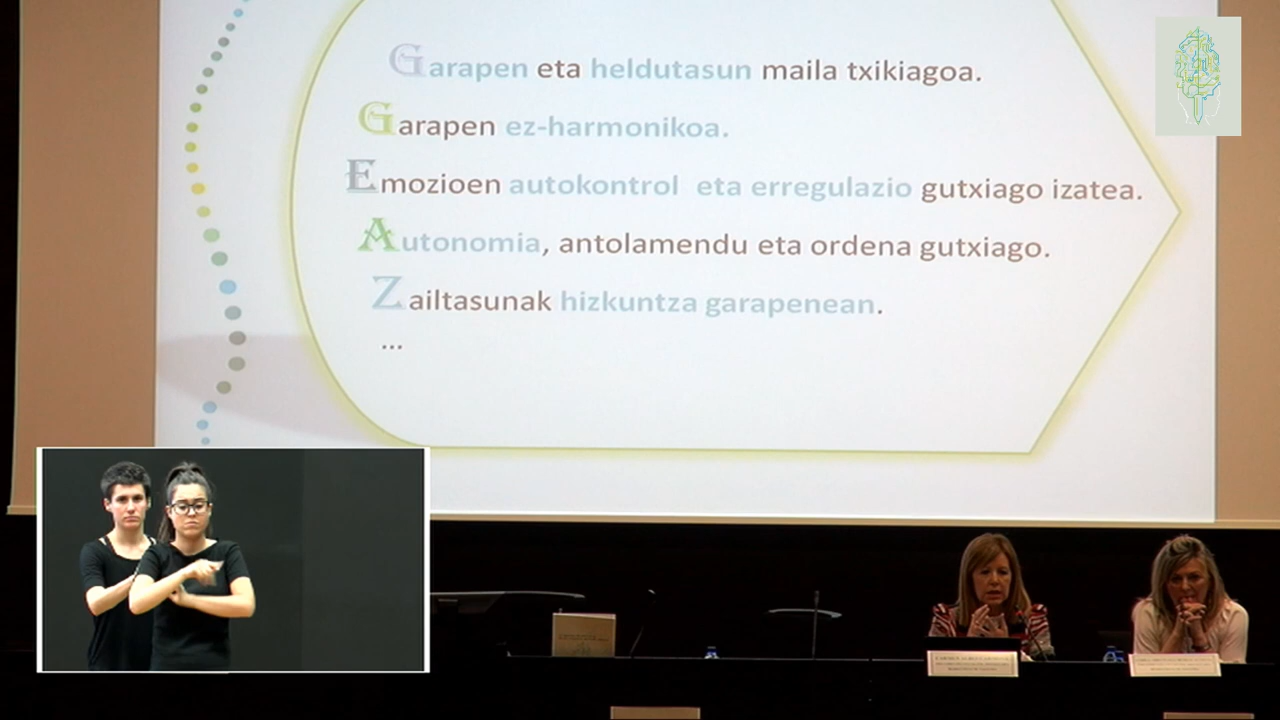 Garapen eta heldutasun maila txikiagoa.
Garapen ez-harmonikoa.
Emozioen autokontrol eta erregulazio gutxiago izatea.
Autonomia, antolamendu eta ordena gutxiago.
Zailtasunak hizkuntza garapenean.
...